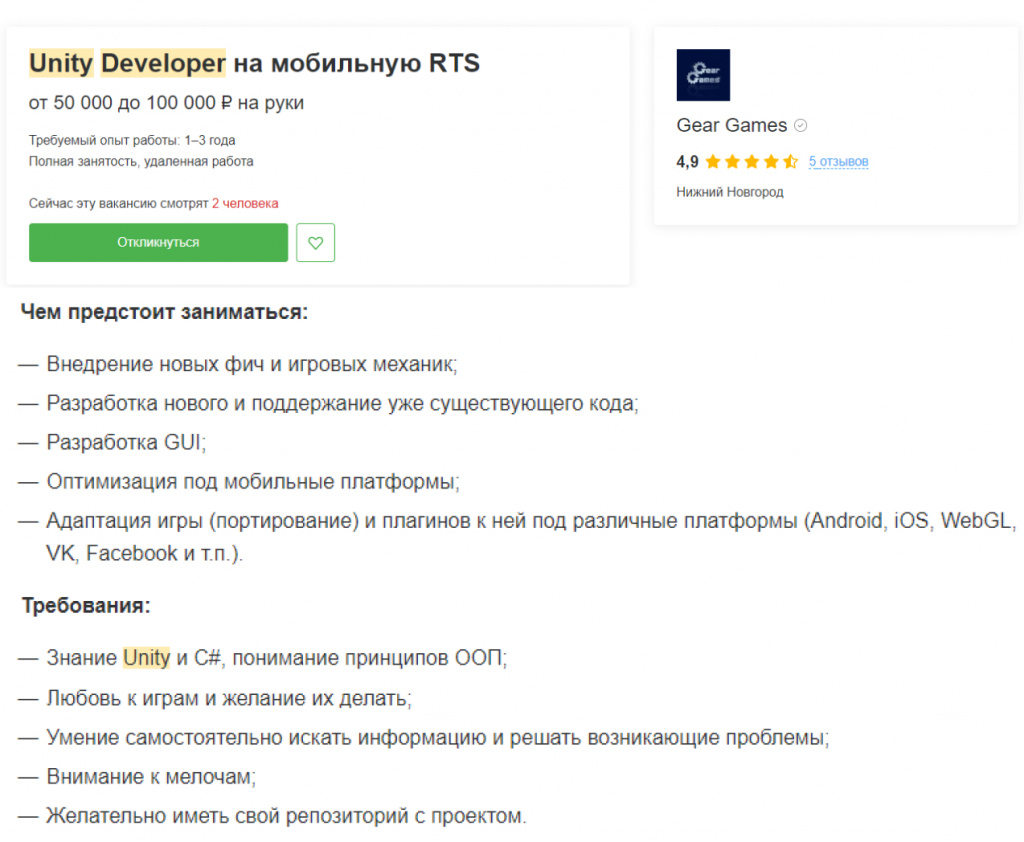 Unity Developer на мобильную RTS
от 50 000 до 100 000 ₽ на руки
Требуемый опыт работы: 1–3 года
Полная занятость, удаленная работа
Сейчас эту вакансию смотрят 2 человека
Откликнуться
Gear Games
Gear Games
4,9 5 отзывов
Нижний Новгород
Чем предстоит заниматься:
— Внедрение новых фич и игровых механик;
— Разработка нового и поддержание уже существующего кода;
— Разработка GUI;
— Оптимизация под мобильные платформы;
— Адаптация игры (портирование) и плагинов к ней под различные платформы (Android, iOS, WebGL,
VK, Facebook и т.п.).
Требования:
— Знание Unity и C#, понимание принципов ООП;
— Любовь к играм и желание их делать;
— Умение самостоятельно искать информацию и решать возникающие проблемы;
— Внимание к мелочам;
— Желательно иметь свой репозиторий с проектом.